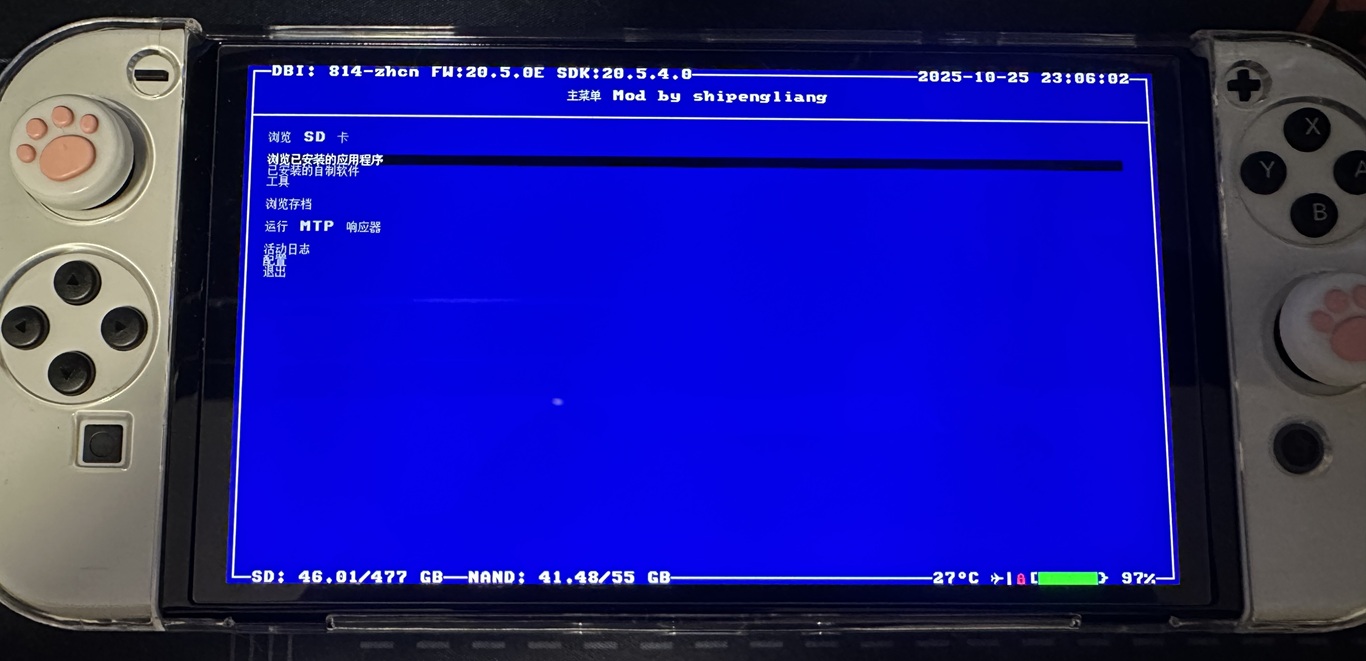 DBI: 814-zhcn FW:20.5.0E SDK:20.5.4.0 2025-10-25 23:06:02
主菜单 Mod by shipengliang
浏览 SD 卡
浏览已安装的应用程序
已安装的自制软件
工具
浏览存档
运行 MTP 响应器
活动日志
配置
退出
SD: 46.01/477 GB NAND: 41.48/55 GB 27°C 97%
X
Y
A
B